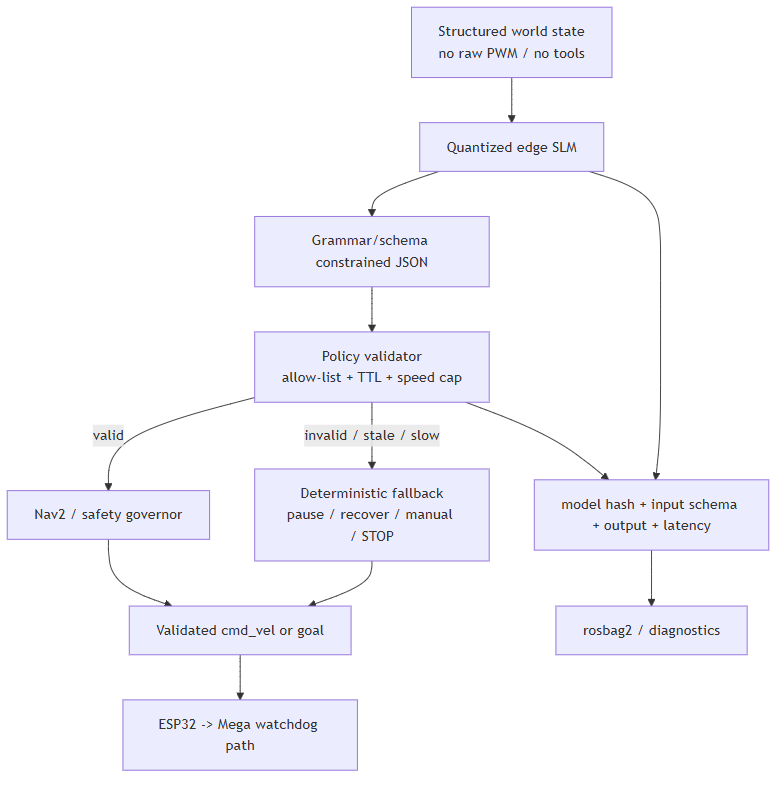 Structured world state
no raw PWM / no tools
Quantized edge SLM
Grammar/schema
constrained JSON
Policy validator
allow-list + TTL + speed cap
valid
invalid / stale / slow
Nav2 / safety governor
Deterministic fallback
pause / recover / manual
/ STOP
model hash + input schema
+ output + latency
Validated cmd_vel or goal
rosbag2 / diagnostics
ESP32 -> Mega watchdog
path